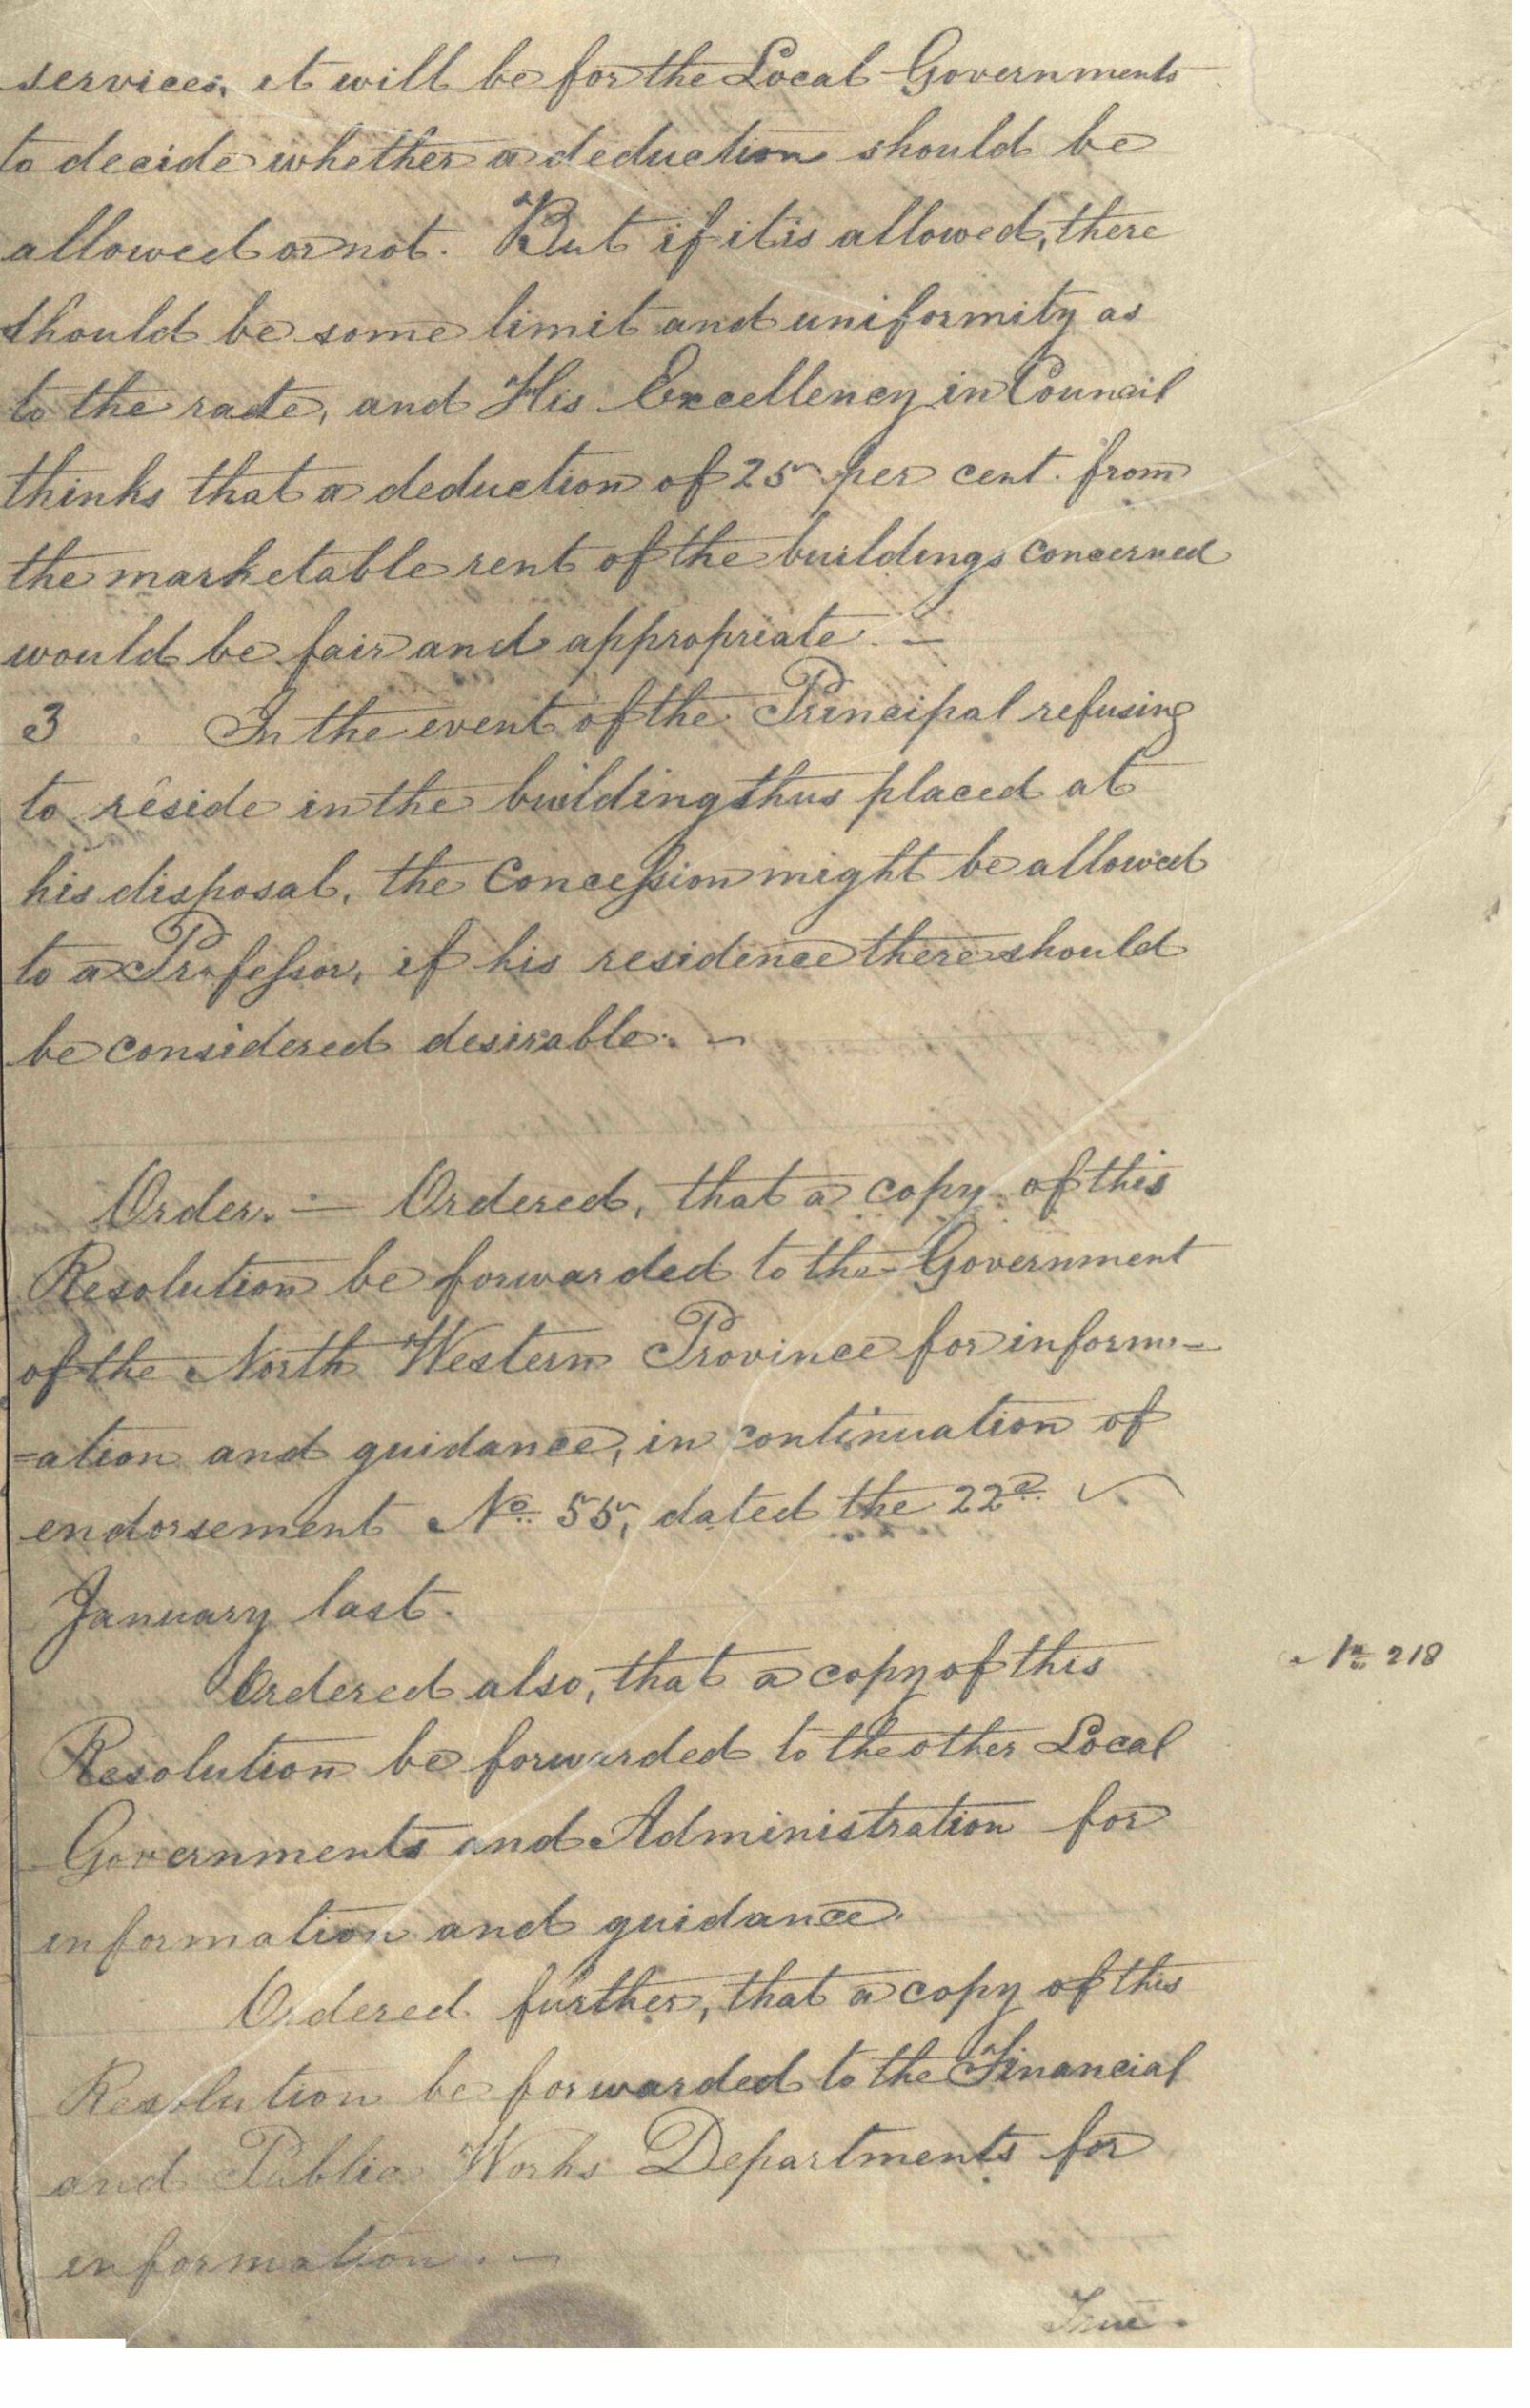 services, it will be for the Local Governments
to decide whether a deduction should be
allowed or not. But if it is allowed, there
should be some limit and uniformity as
to the rate, and His Excellency in Council
thinks that a deduction of 25 per cent. from
the marketable rent of the buildings concerned
would be fair and appropriate. —
3 In the event of the Principal refusing
to reside in the building thus placed at
his disposal, the Concession might be allowed
to a Professor, if his residence there should
be considered desirable. —
Order. — Ordered, that a copy of this
Resolution be forwarded to the Government
of the North Western Province for inform-
=ation and guidance, in continuation of
endorsement No. 55, dated the 22d.
January last.
Ordered also, that a copy of this
No. 218
Resolution be forwarded to the other Local
Governments and Administration for
information and guidance.
Ordered further, that a copy of this
Resolution be forwarded to the Financial
and Public Works Departments for
information. —
True.